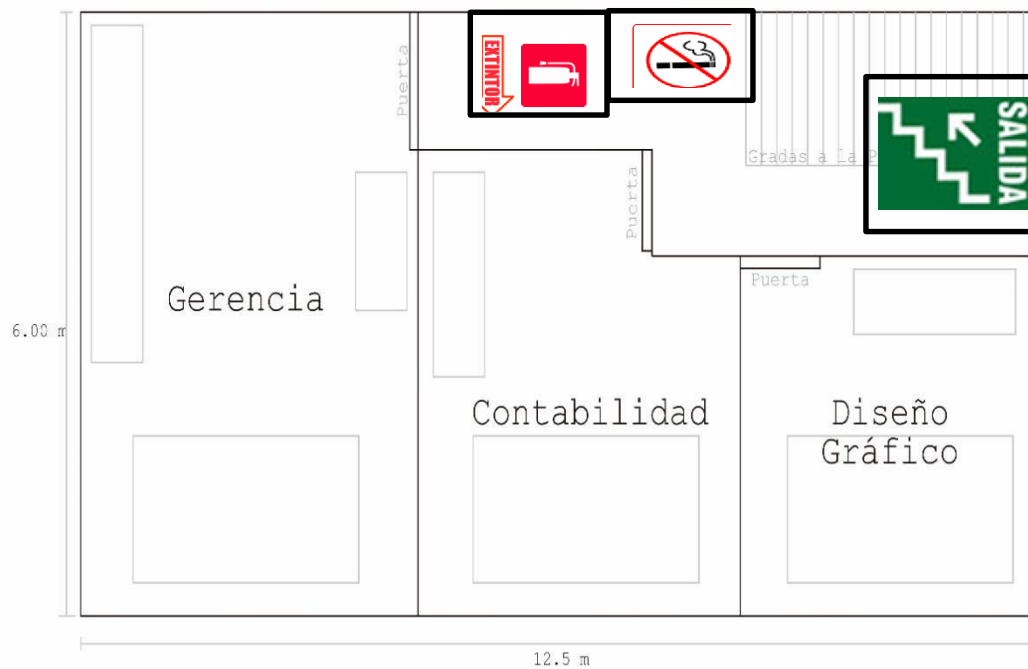 Puerta
EXTINTOR
Gradas a la P
SALIDA
Puerta
Puerta
Gerencia
6.00 m
Contabilidad
Diseño
Gráfico
12.5 m